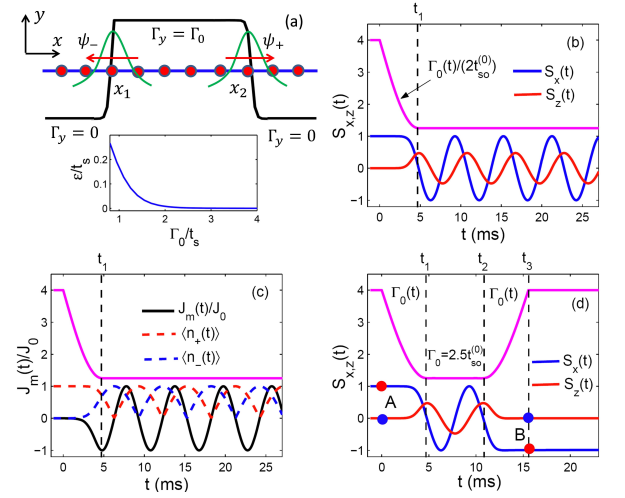 y
x
(a)
ψ₋
Γy = Γ0
ψ₊
x₁
x₂
Γy = 0
Γy = 0
ε/ts
0.2
0.1
0
1
2
3
4
Γ0/ts
t₁
(b)
Γ0(t)/(2tso^(0))
Sx(t)
Sz(t)
Sx,z(t)
4
3
2
1
0
−1
0
5
10
15
20
25
t (ms)
t₁
(c)
Jm(t)/J0
⟨n₊(t)⟩
⟨n₋(t)⟩
Jm(t)/J0
4
3
2
1
0
−1
0
5
10
15
20
25
t (ms)
t₁
t₂
t₃
(d)
Γ0(t)
Γ0(t)
Γ0=2.5tso^(0)
Sx(t)
Sz(t)
A
B
Sx,z(t)
4
3
2
1
0
−1
0
5
10
15
20
t (ms)